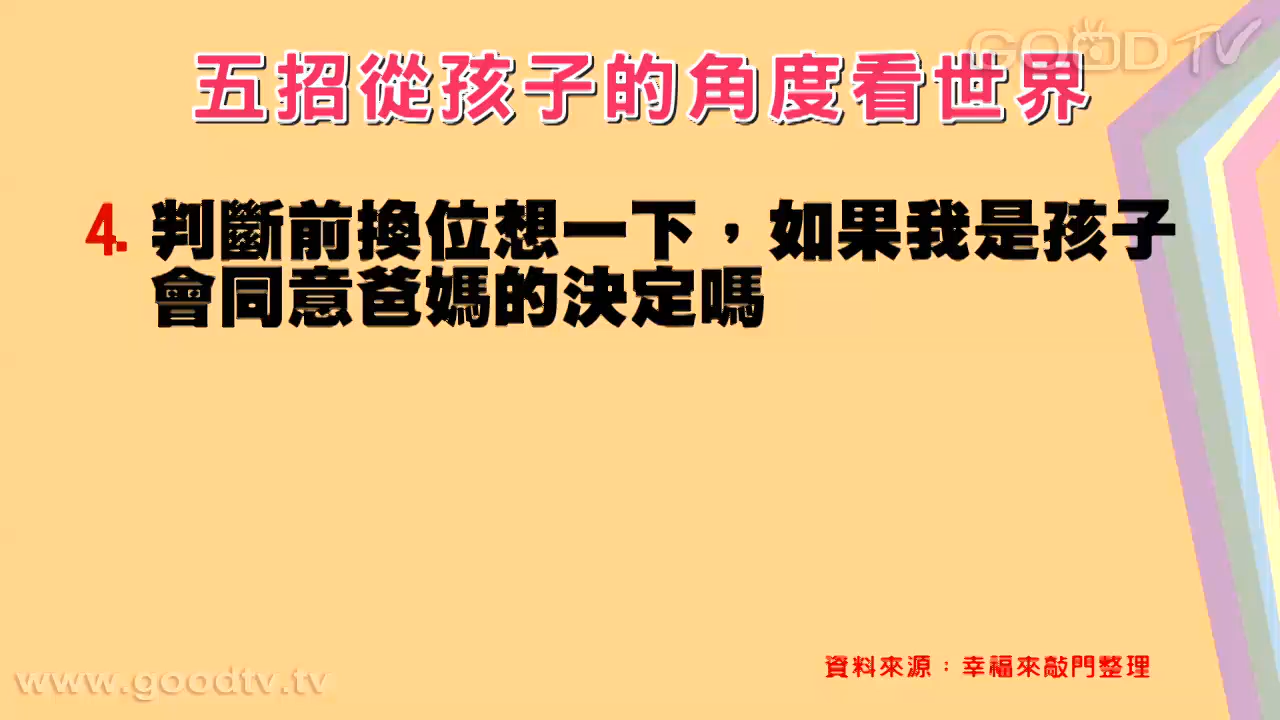 GOOD TV
五招從孩子的角度看世界
4. 判斷前換位想一下，如果我是孩子
會同意爸媽的決定嗎
資料來源：幸福來敲門整理
www.goodtv.tv